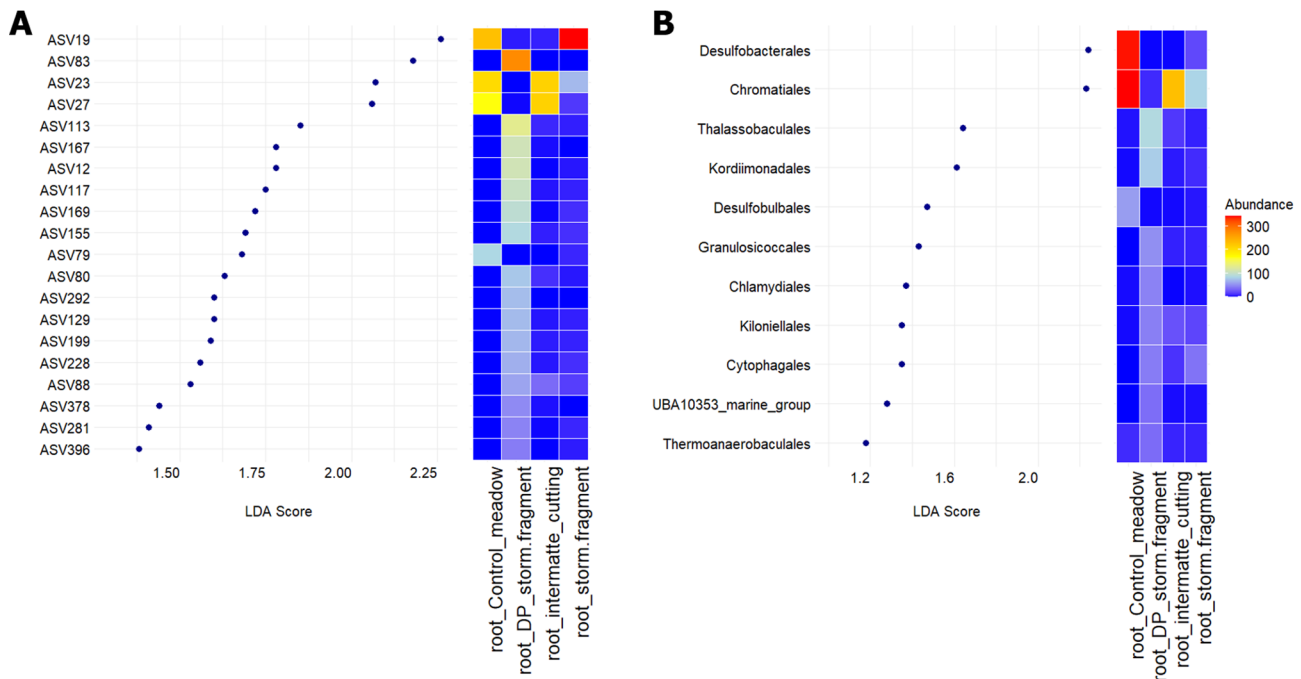 A
ASV19
ASV83
ASV23
ASV27
ASV113
ASV167
ASV12
ASV117
ASV169
ASV155
ASV79
ASV80
ASV292
ASV129
ASV199
ASV228
ASV88
ASV378
ASV281
ASV396
1.50 1.75 2.00 2.25
LDA Score
root_Control_meadow
root_DP_storm.fragment
root_intermatte_cutting
root_storm.fragment
B
Desulfobacterales
Chromatiales
Thalassobaculales
Kordiimonadales
Desulfobulbales
Granulosicoccales
Chlamydiales
Kiloniellales
Cytophagales
UBA10353_marine_group
Thermoanaerobaculales
1.2 1.6 2.0
LDA Score
root_Control_meadow
root_DP_storm.fragment
root_intermatte_cutting
root_storm.fragment
Abundance
300
200
100
0